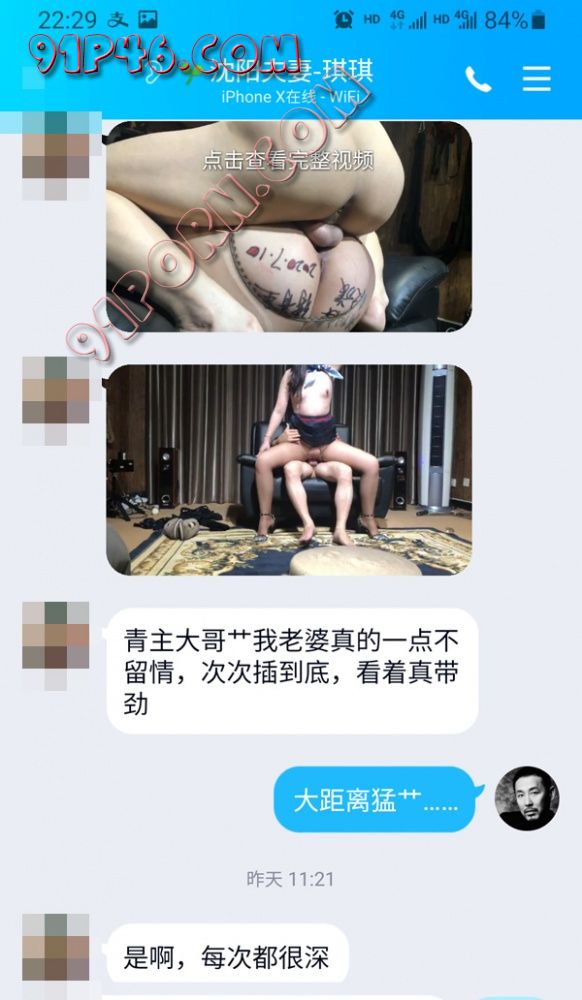 22:29
HD 4G HD 4G 84%
91P46.COM
沈阳夫妻-琪琪
iPhone X在线 - WiFi
点击查看完整视频
91PORN.COM
2020.7.10
青主大哥艹我老婆真的一点不
留情，次次插到底，看着真带
劲
大距离猛艹......
昨天 11:21
是啊，每次都很深